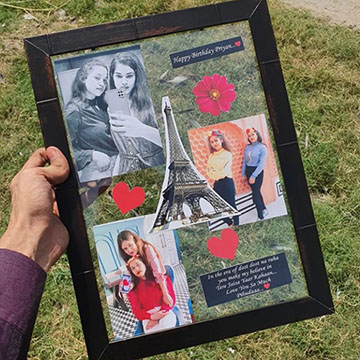 Happy Birthday Priyan...♥
In the era of dost dost na raha
you make my believe in
Tere Jaisa Yaar Kahaan..
Love You So Much